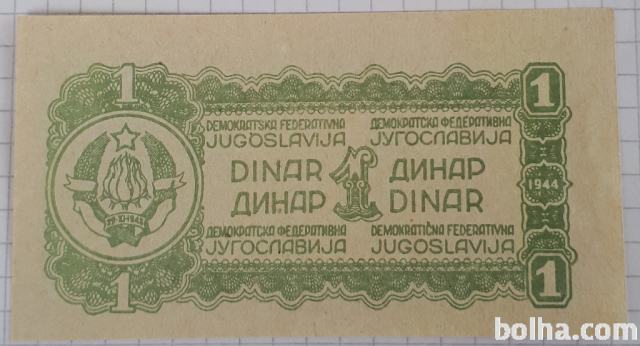 1 1
DEMOKRATSKA FEDERATIVNA ДЕМОКРАТСКА ФЕДЕРАТИВНА
JUGOSLAVIJA ЈУГОСЛАВИЈА
DINAR 1 ДИНАР
ДИНАР DINAR
1944
ДЕМОКРАТСКА ФЕДЕРАТИВНА DEMOKRATIČNA FEDERATIVNA
ЈУГОСЛАВИЈА JUGOSLAVIJA
29·XI·1943
1 1
bolha.com